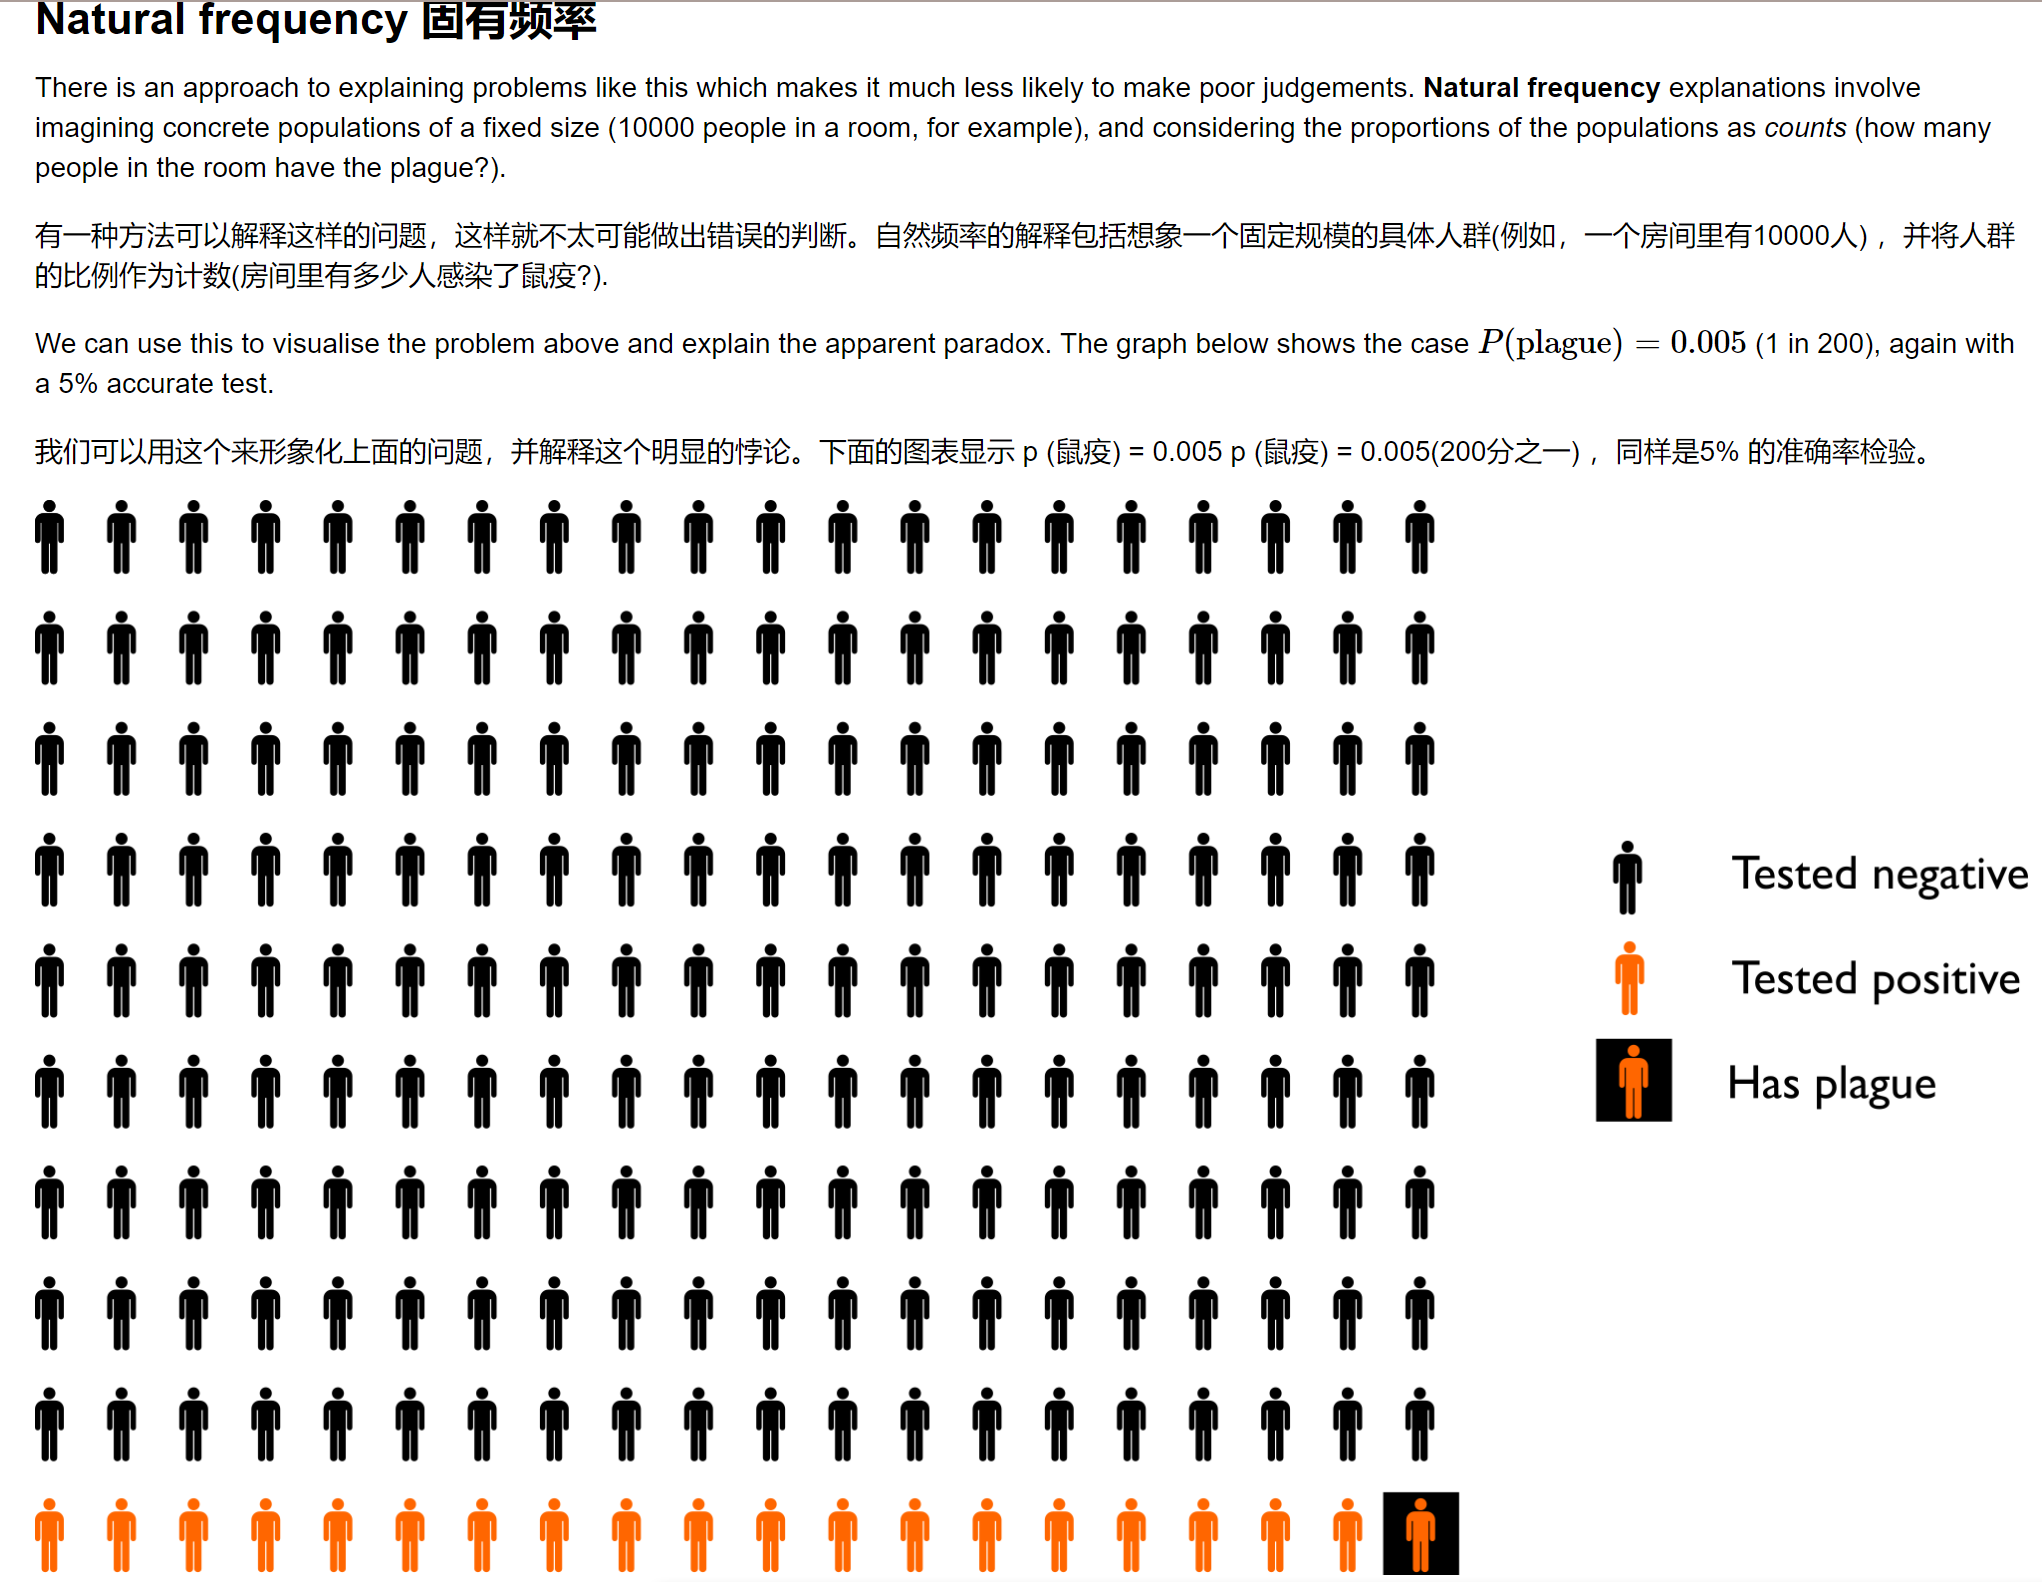 Natural frequency 固有频率
There is an approach to explaining problems like this which makes it much less likely to make poor judgements. Natural frequency explanations involve
imagining concrete populations of a fixed size (10000 people in a room, for example), and considering the proportions of the populations as counts (how many
people in the room have the plague?).
有一种方法可以解释这样的问题，这样就不太可能做出错误的判断。自然频率的解释包括想象一个固定规模的具体人群(例如，一个房间里有10000人)，并将人群
的比例作为计数(房间里有多少人感染了鼠疫?).
We can use this to visualise the problem above and explain the apparent paradox. The graph below shows the case P(plague) = 0.005 (1 in 200), again with
a 5% accurate test.
我们可以用这个来形象化上面的问题，并解释这个明显的悖论。下面的图表显示 p (鼠疫) = 0.005 p (鼠疫) = 0.005(200分之一)，同样是5% 的准确率检验。
Tested negative
Tested positive
Has plague